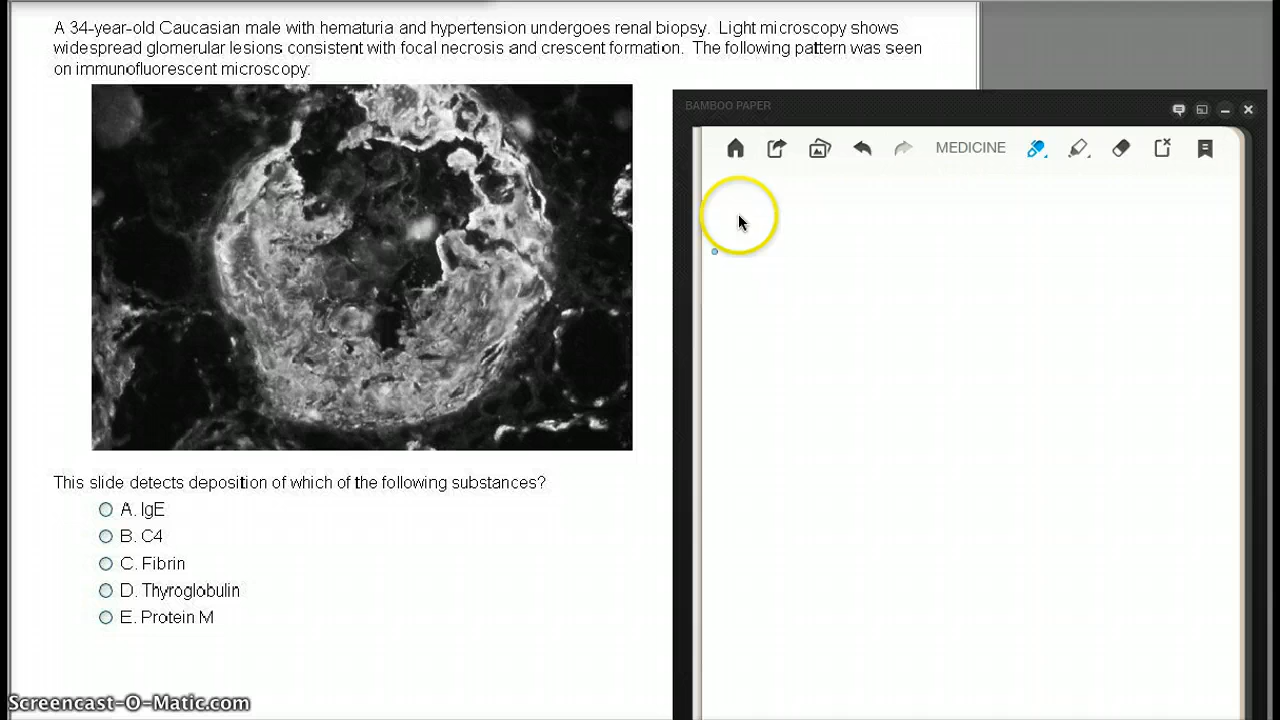 A 34-year-old Caucasian male with hematuria and hypertension undergoes renal biopsy.  Light microscopy shows
widespread glomerular lesions consistent with focal necrosis and crescent formation.  The following pattern was seen
on immunofluorescent microscopy:
BAMBOO PAPER
MEDICINE
This slide detects deposition of which of the following substances?
A. IgE
B. C4
C. Fibrin
D. Thyroglobulin
E. Protein M
Screencast-O-Matic.com